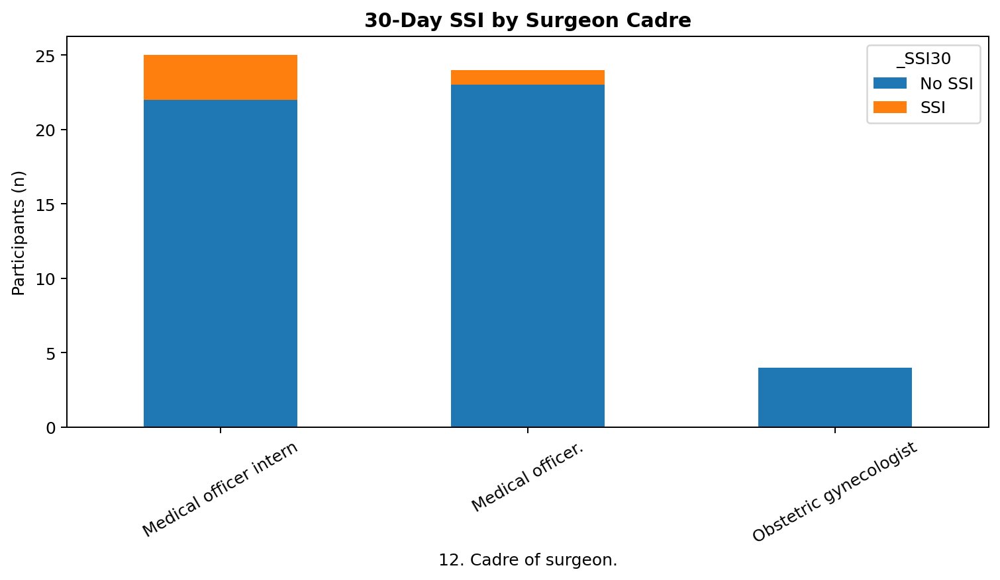 30-Day SSI by Surgeon Cadre
_SSI30
No SSI
SSI
Participants (n)
25
20
15
10
5
0
Medical officer intern
Medical officer.
Obstetric gynecologist
12. Cadre of surgeon.